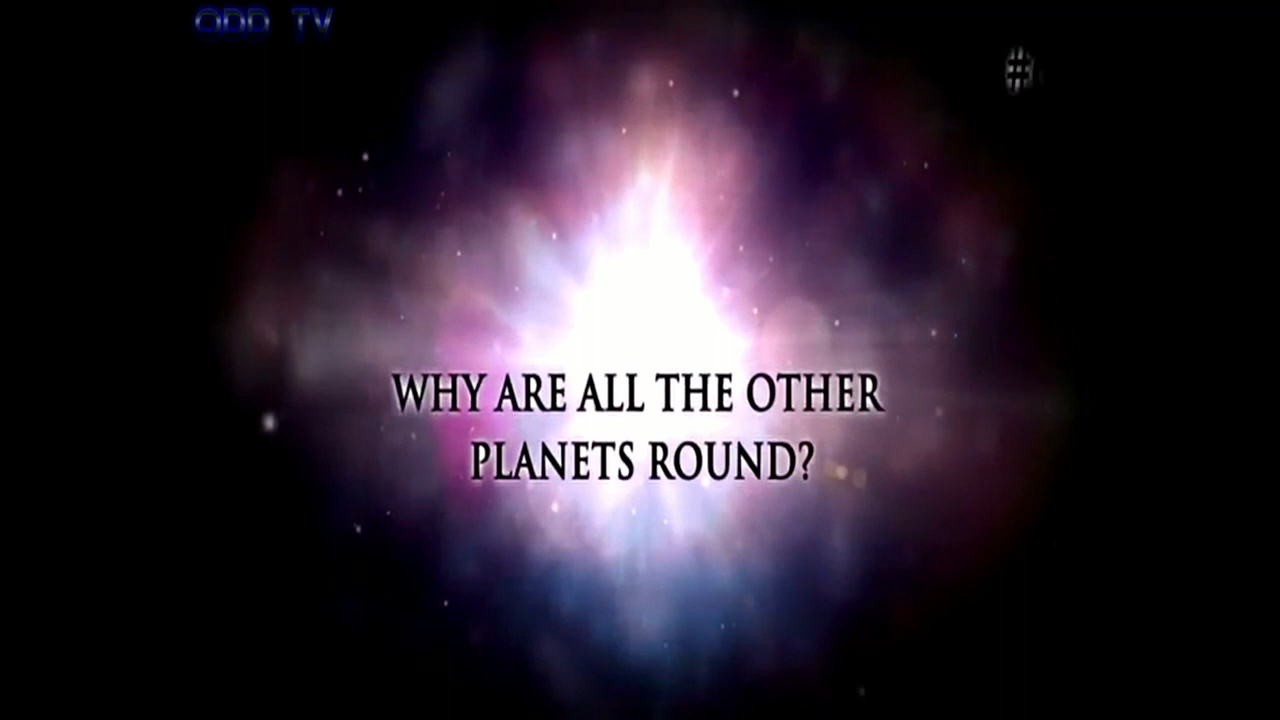 ODD TV
#
WHY ARE ALL THE OTHER
PLANETS ROUND?